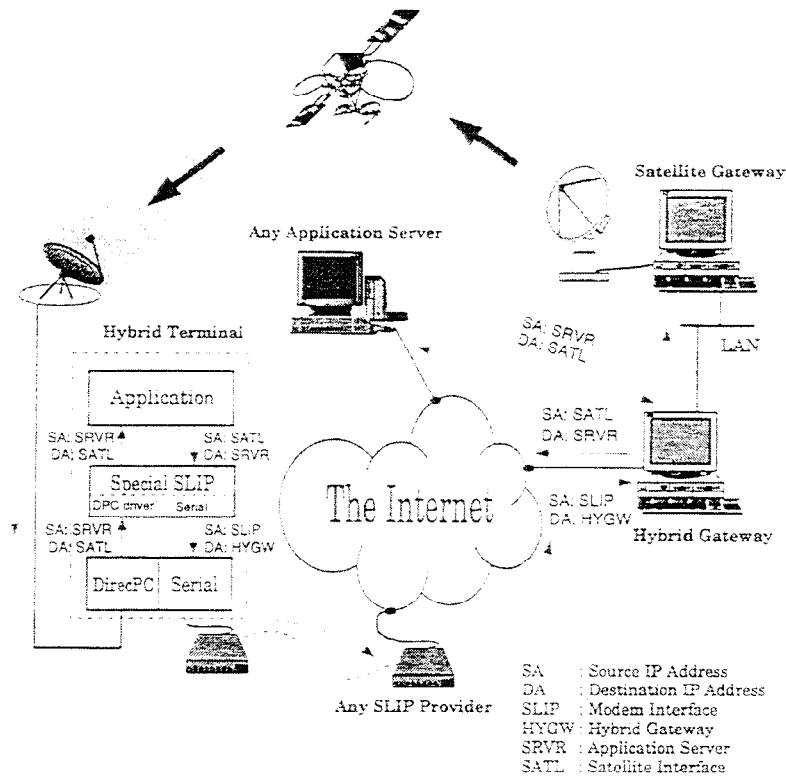 Satellite Gateway
Any Application Server
Hybrid Terminal
SA: SRVR
DA: SATL
LAN
Application
SA: SRVR
DA: SATL
SA: SATL
DA: SRVR
SA: SATL
DA: SRVR
Special SLIP
DPC driver
Serial
The Internet
SA: SLIP
DA: HYGW
SA: SRVR
DA: SATL
SA: SLIP
DA: HYGW
Hybrid Gateway
DirecPC
Serial
Any SLIP Provider
SA : Source IP Address
DA : Destination IP Address
SLIP : Modem Interface
HYGW : Hybrid Gateway
SRVR : Application Server
SATL : Satellite Interface